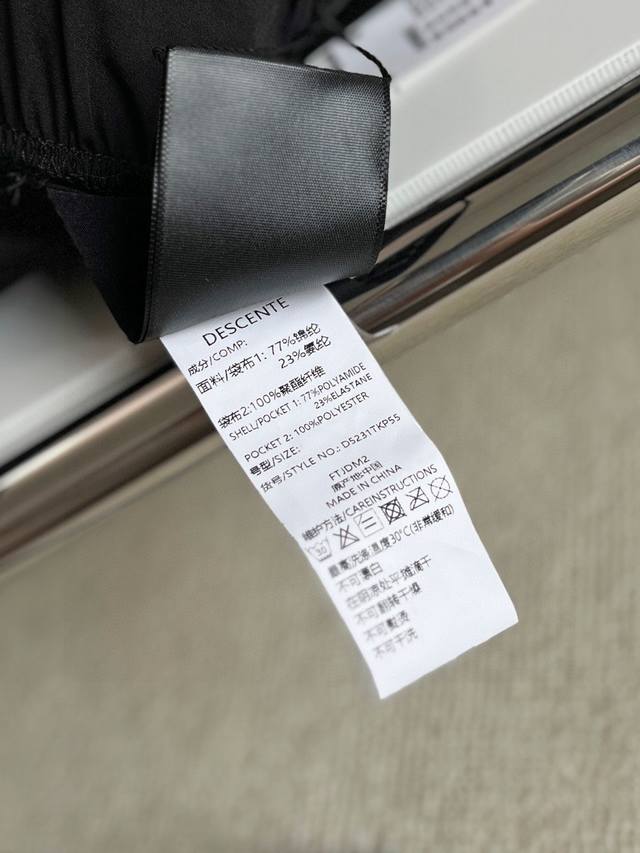 DESCENTE
成分/COMP:
面料/袋布1: 77%锦纶
23%氨纶
袋布2:100%聚酯纤维
SHELL/POCKET 1: 77%POLYAMIDE
23%ELASTANE
POCKET 2: 100%POLYESTER
号型/SIZE:
货号/STYLE NO.: D5231TKP55
FTJDM2
原产地:中国
MADE IN CHINA
维护方法/CAREINSTRUCTIONS
30
最高洗涤温度30°C(非常缓和)
不可漂白
在阴凉处平摊滴干
不可翻转干燥
不可熨烫
不可干洗